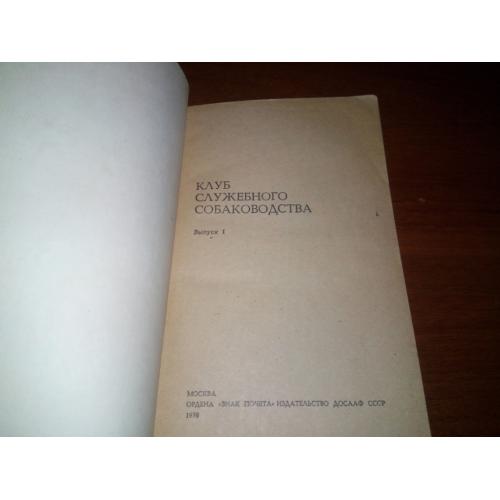 КЛУБ
СЛУЖЕБНОГО
СОБАКОВОДСТВА
Выпуск 1
МОСКВА
ОРДЕНА «ЗНАК ПОЧЕТА» ИЗДАТЕЛЬСТВО ДОСААФ СССР